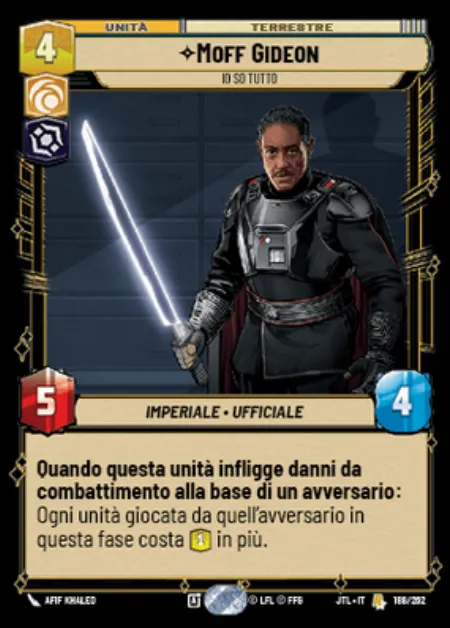 UNITÀ
TERRESTRE
4
MOFF GIDEON
IO SO TUTTO
5
IMPERIALE • UFFICIALE
4
Quando questa unità infligge danni da
combattimento alla base di un avversario:
Ogni unità giocata da quell'avversario in
questa fase costa 1 in più.
AFIF KHALED
© LFL © FFG
JTL • IT
188/262